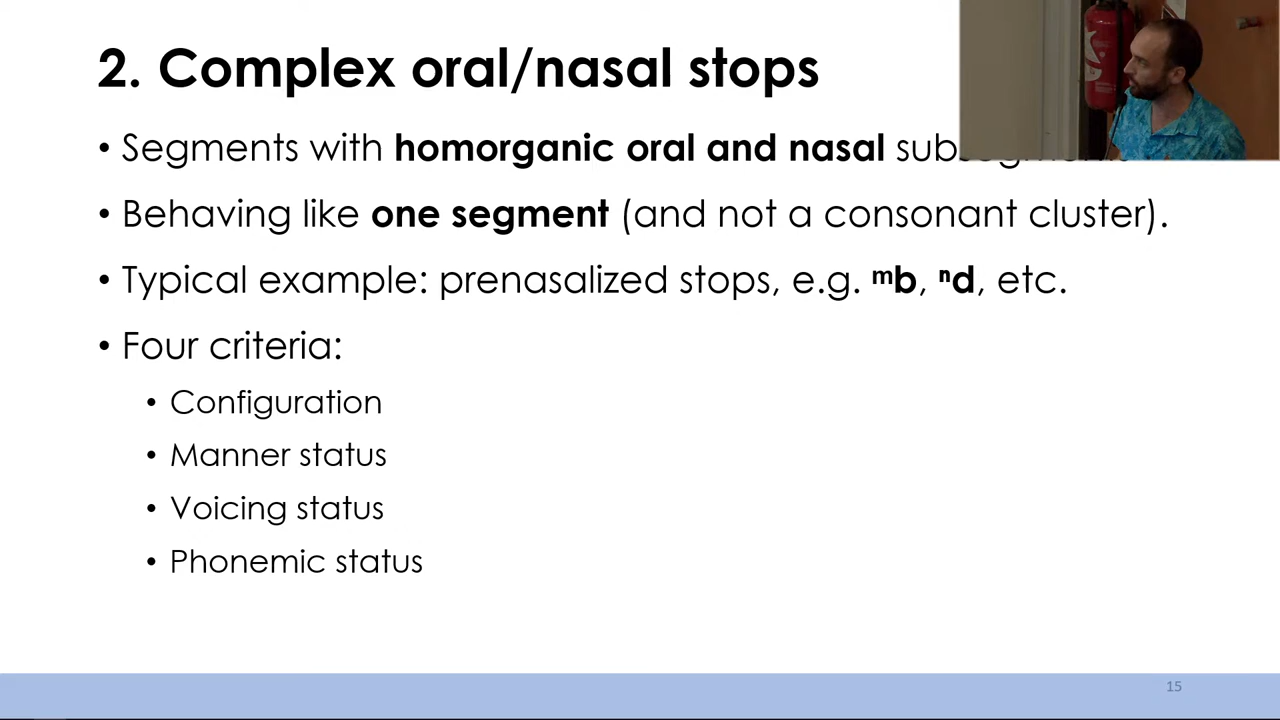 2. Complex oral/nasal stops
• Segments with homorganic oral and nasal
• Behaving like one segment (and not a consonant cluster).
• Typical example: prenasalized stops, e.g. ᵐb, ⁿd, etc.
• Four criteria:
• Configuration
• Manner status
• Voicing status
• Phonemic status
15